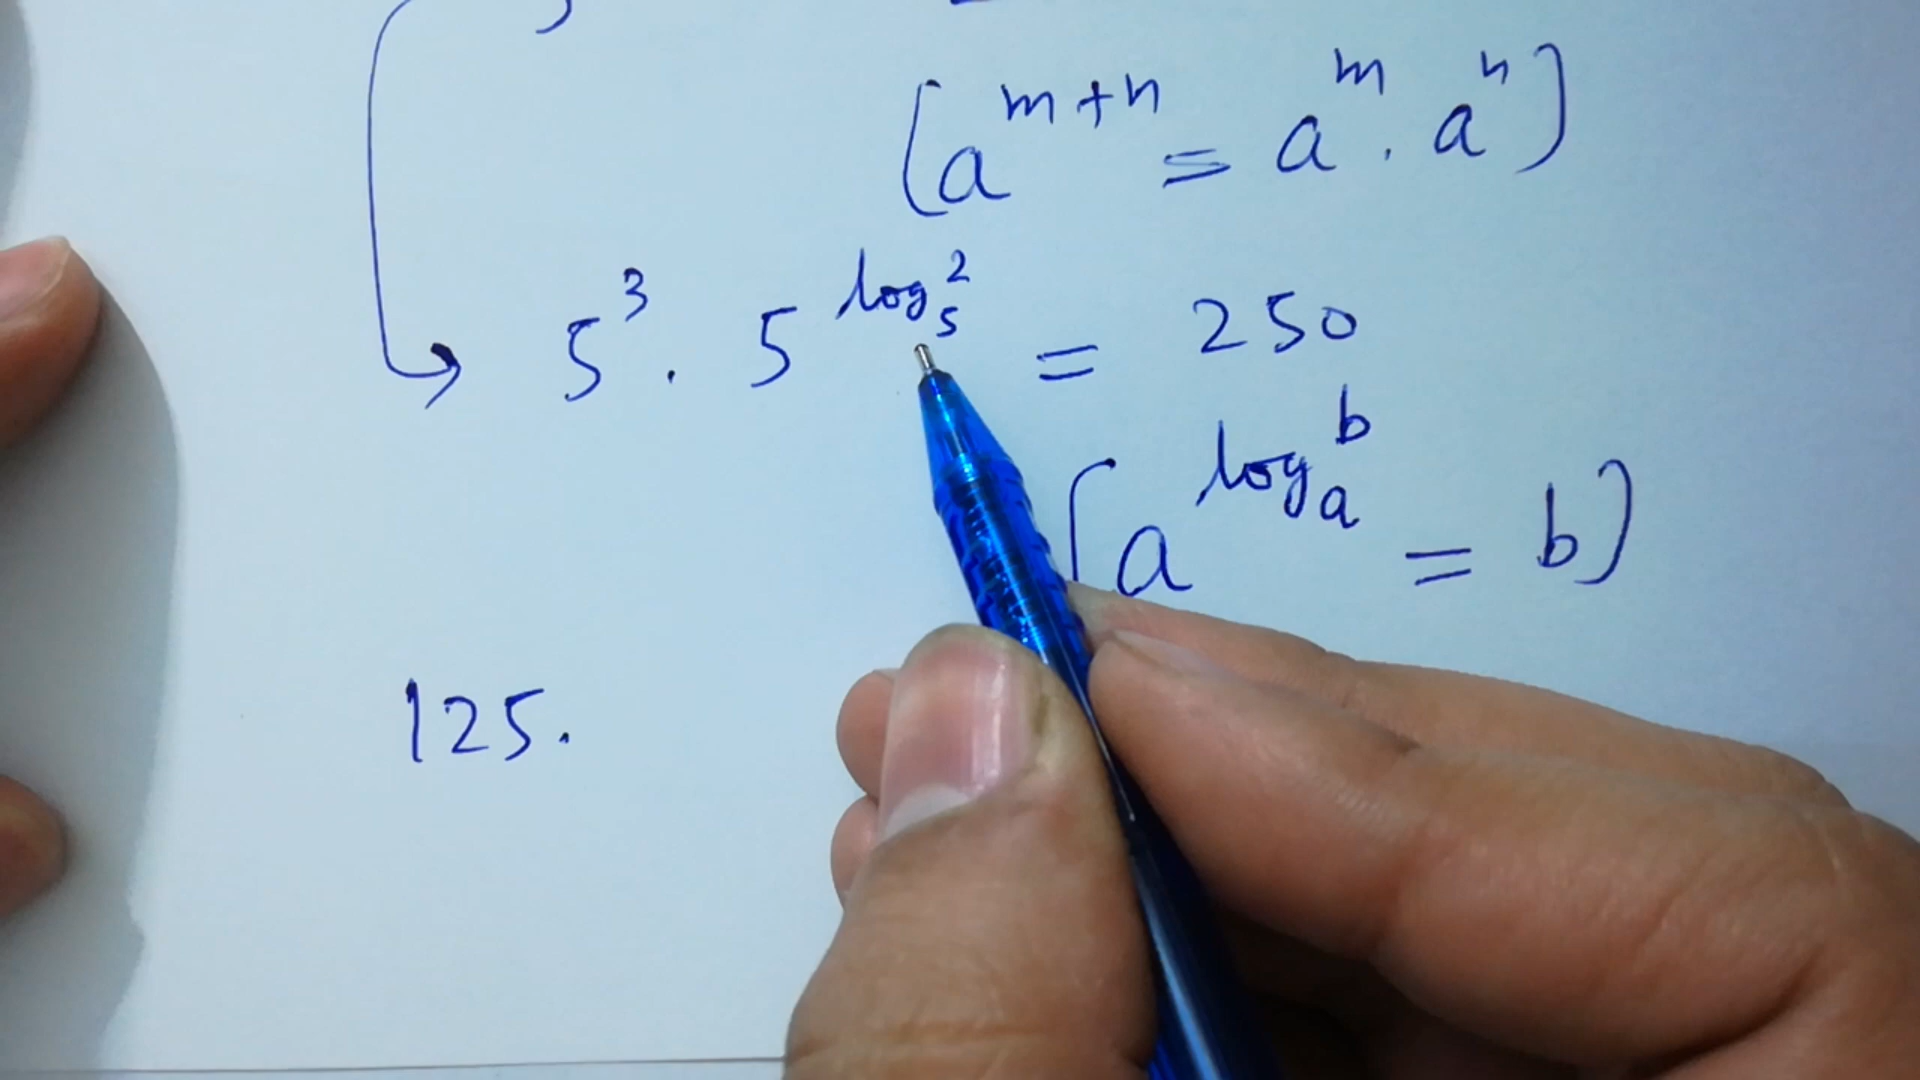 (a^{m+n} = a^m . a^n)
5^3 . 5^{log_5 2} = 250
(a^{log_a b} = b)
125.